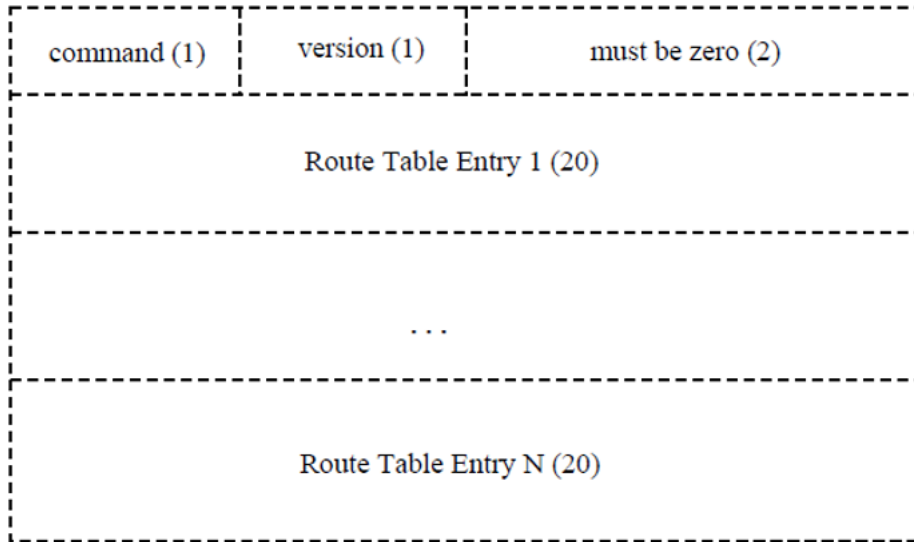 command (1) version (1) must be zero (2)
Route Table Entry 1 (20)
...
Route Table Entry N (20)